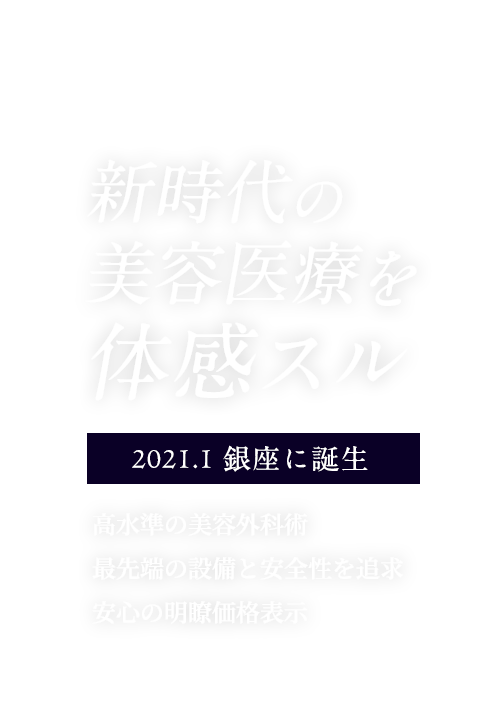 新時代の
美容医療を
体感スル
2021.1 銀座に誕生
高水準の美容外科術
最先端の設備と安全性を追求
安心の明瞭価格表示